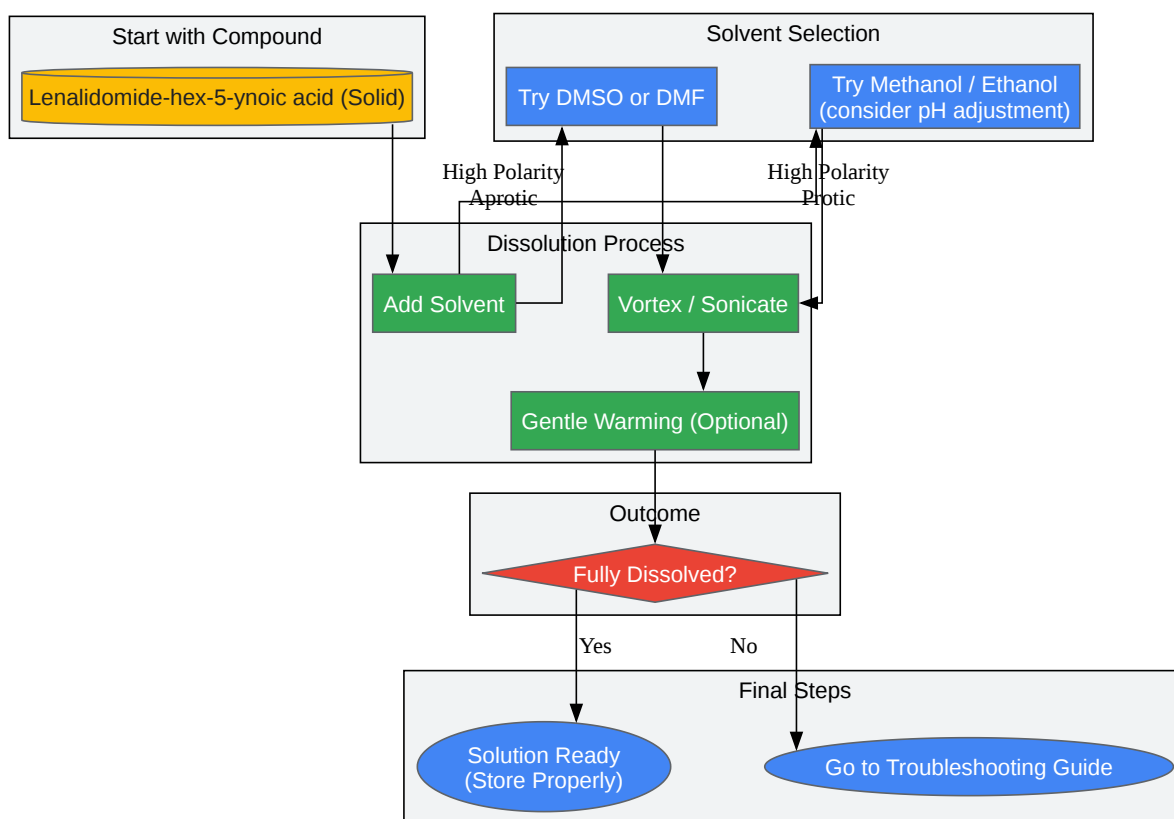 Start with Compound
Lenalidomide-hex-5-ynoic acid (Solid)
Solvent Selection
Try DMSO or DMF
Try Methanol / Ethanol
(consider pH adjustment)
High Polarity
Aprotic
High Polarity
Protic
Dissolution Process
Add Solvent
Vortex / Sonicate
Gentle Warming (Optional)
Outcome
Fully Dissolved?
Yes
No
Final Steps
Solution Ready
(Store Properly)
Go to Troubleshooting Guide